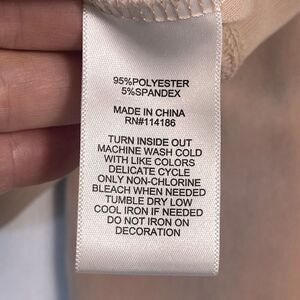 95%POLYESTER
5%SPANDEX
MADE IN CHINA
RN#114186
TURN INSIDE OUT
MACHINE WASH COLD
WITH LIKE COLORS
DELICATE CYCLE
ONLY NON-CHLORINE
BLEACH WHEN NEEDED
TUMBLE DRY LOW
COOL IRON IF NEEDED
DO NOT IRON ON
DECORATION